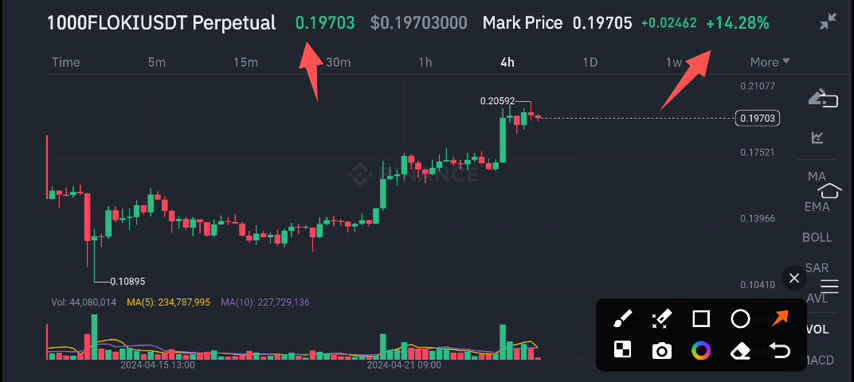 1000FLOKIUSDT Perpetual 0.19703 $0.19703000 Mark Price 0.19705 +0.02462 +14.28%
Time 5m 15m 30m 1h 4h 1D 1w More
0.21077
0.20592
0.19703
0.17521
MA
BINANCE
EMA
0.13966
BOLL
SAR
0.10895
0.10410
AVL
Vol: 44,080,014 MA(5): 234,787,995 MA(10): 227,729,136
VOL
MACD
2024-04-15 13:00 2024-04-21 09:00